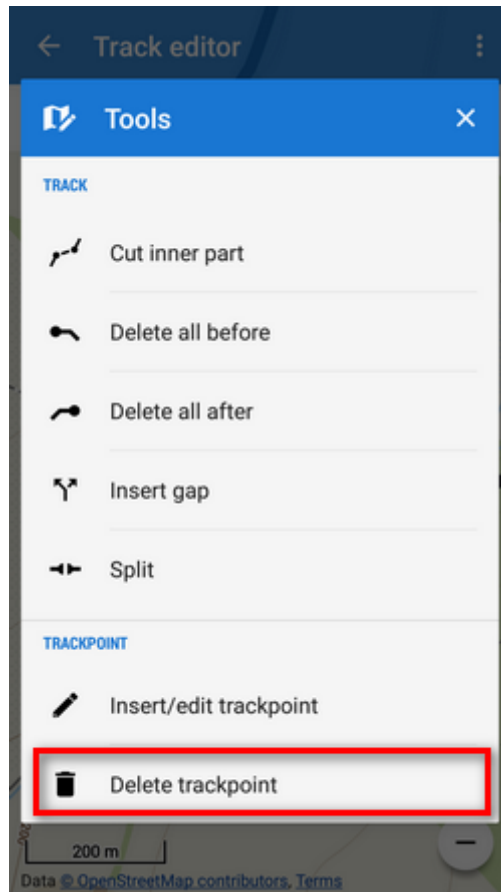 Track editor
Tools
TRACK
Cut inner part
Delete all before
Delete all after
Insert gap
Split
TRACKPOINT
Insert/edit trackpoint
Delete trackpoint
200 m
Data © OpenStreetMap contributors, Terms